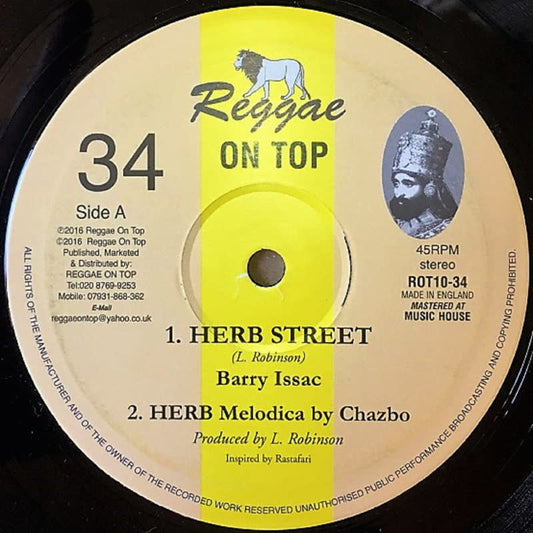 Reggae
ON TOP
34
Side A
℗2016 Reggae On Top
©2016 Reggae On Top
Published, Marketed
& Distributed by:
REGGAE ON TOP
Tel:020 8769-9253
Mobile: 07931-868-362
E-Mail
reggaeontop@yahoo.co.uk
45RPM
stereo
ROT10-34
MADE IN ENGLAND
MASTERED AT
MUSIC HOUSE
1. HERB STREET
(L. Robinson)
Barry Issac
2. HERB Melodica by Chazbo
Produced by L. Robinson
Inspired by Rastafari
ALL RIGHTS OF THE MANUFACTURER AND OF THE OWNER OF THE RECORDED WORK RESERVED UNAUTHORISED PUBLIC PERFORMANCE BROADCASTING AND COPYING PROHIBITED.